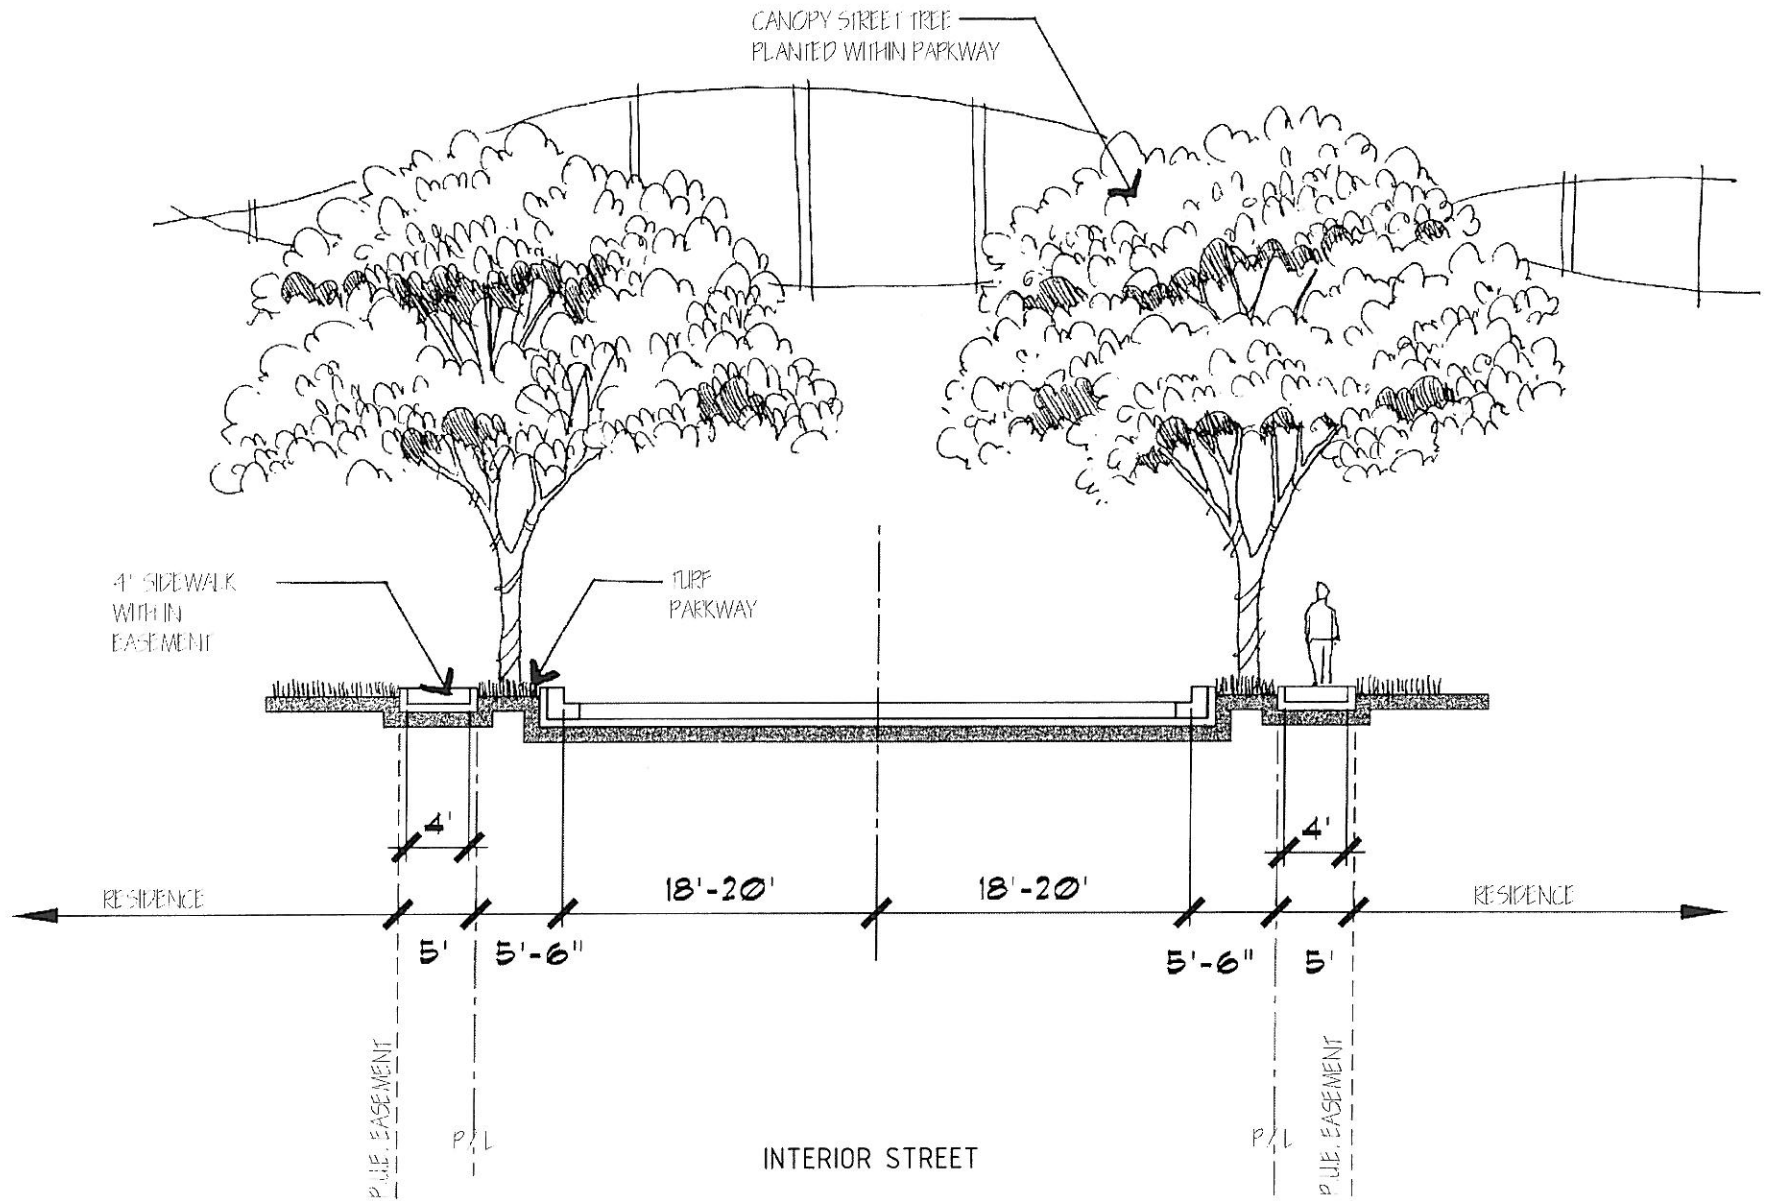 CANOPY STREET TREE
PLANTED WITHIN PARKWAY
4' SIDEWALK
WITHIN
EASEMENT
TURF
PARKWAY
4'
4'
RESIDENCE
18'-20'
18'-20'
RESIDENCE
5'
5'-6"
5'-6"
5'
P.U.E. EASEMENT
P/L
P/L
P.U.E. EASEMENT
INTERIOR STREET